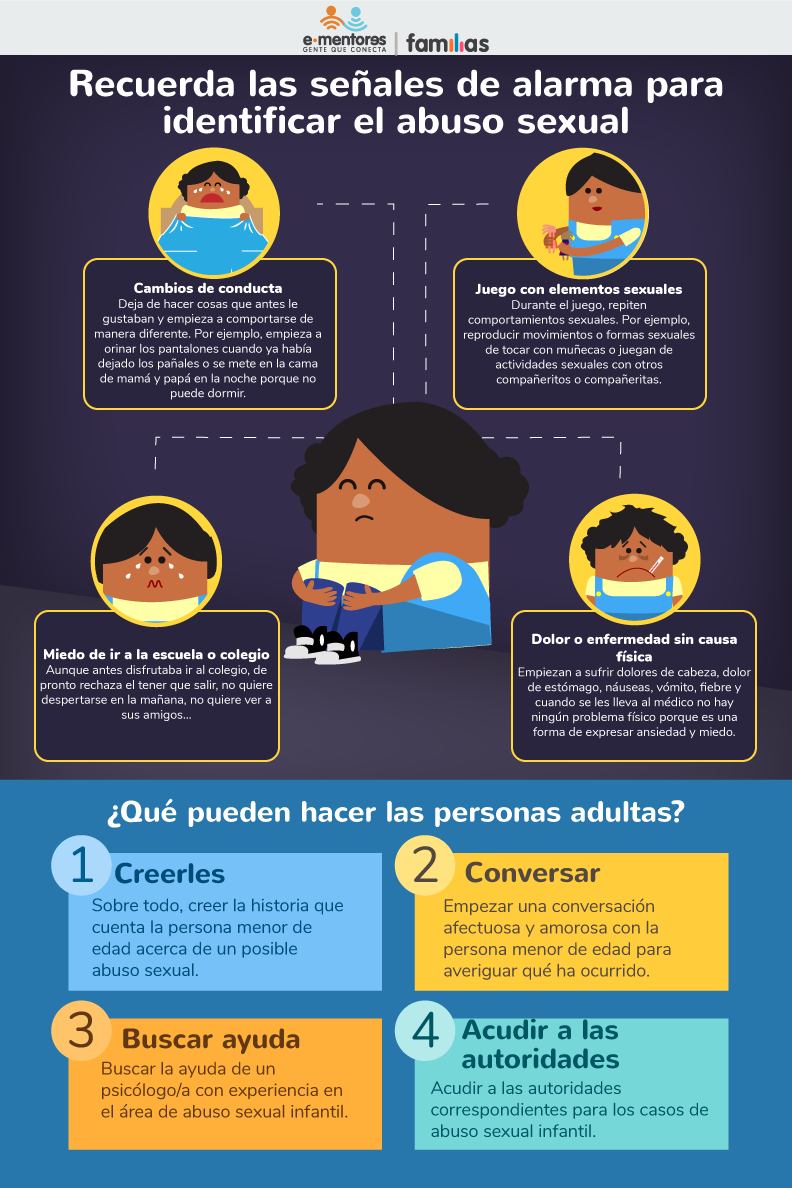 e·mentores
GENTE QUE CONECTA
familias
Recuerda las señales de alarma para
identificar el abuso sexual
Cambios de conducta
Deja de hacer cosas que antes le
gustaban y empieza a comportarse de
manera diferente. Por ejemplo, empieza a
orinar los pantalones cuando ya había
dejado los pañales o se mete en la cama
de mamá y papá en la noche porque no
puede dormir.
Juego con elementos sexuales
Durante el juego, repiten
comportamientos sexuales. Por ejemplo,
reproducir movimientos o formas sexuales
de tocar con muñecas o juegan de
actividades sexuales con otros
compañeritos o compañeritas.
Miedo de ir a la escuela o colegio
Aunque antes disfrutaba ir al colegio, de
pronto rechaza el tener que salir, no quiere
despertarse en la mañana, no quiere ver a
sus amigos...
Dolor o enfermedad sin causa
física
Empiezan a sufrir dolores de cabeza, dolor
de estómago, náuseas, vómito, fiebre y
cuando se les lleva al médico no hay
ningún problema físico porque es una
forma de expresar ansiedad y miedo.
¿Qué pueden hacer las personas adultas?
1 Creerles
Sobre todo, creer la historia que
cuenta la persona menor de
edad acerca de un posible
abuso sexual.
2 Conversar
Empezar una conversación
afectuosa y amorosa con la
persona menor de edad para
averiguar qué ha ocurrido.
3 Buscar ayuda
Buscar la ayuda de un
psicólogo/a con experiencia en
el área de abuso sexual infantil.
4 Acudir a las
autoridades
Acudir a las autoridades
correspondientes para los casos de
abuso sexual infantil.